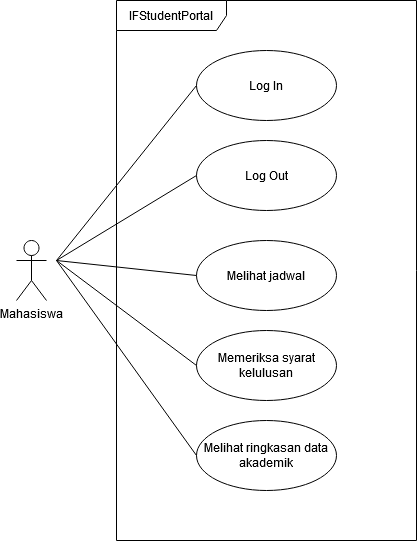 IFStudentPortal
Log In
Log Out
Melihat jadwal
Mahasiswa
Memeriksa syarat
kelulusan
Melihat ringkasan data
akademik